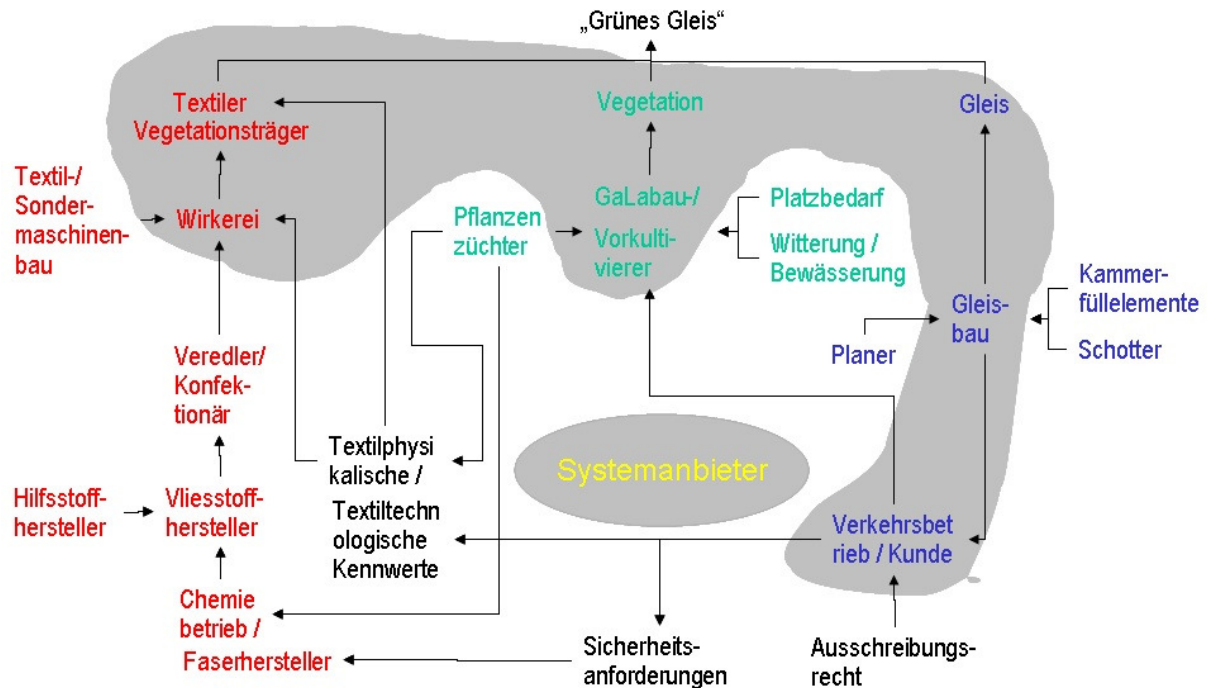 „Grünes Gleis“
Textiler
Vegetationsträger
Vegetation
Gleis
Textil-/
Sonder-
maschinen-
bau
Wirkerei
Pflanzen
züchter
GaLabau-/
Vorkulti-
vierer
Platzbedarf
Witterung /
Bewässerung
Kammer-
füllelemente
Gleis-
bau
Planer
Schotter
Veredler/
Konfek-
tionär
Textilphysi
kalische /
Textiltechn
ologische
Kennwerte
Systemanbieter
Hilfsstoff-
hersteller
Vliesstoff-
hersteller
Verkehrsbet
rieb / Kunde
Chemie
betrieb /
Faserhersteller
Sicherheits-
anforderungen
Ausschreibungs-
recht